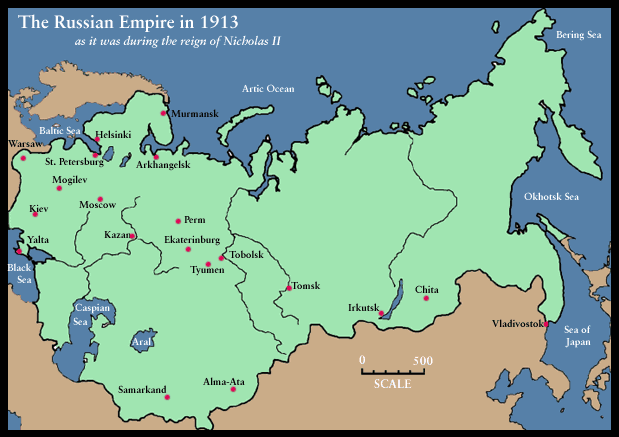 The Russian Empire in 1913
as it was during the reign of Nicholas II
Bering Sea
Artic Ocean
Murmansk
Baltic Sea
Helsinki
Warsaw
St. Petersburg
Arkhangelsk
Mogilev
Okhotsk Sea
Moscow
Kiev
Perm
Kazan
Yalta
Ekaterinburg
Tobolsk
Tyumen
Black
Sea
Tomsk
Chita
Caspian
Sea
Irkutsk
Vladivostok
Sea of
Japan
Aral
0 500
SCALE
Alma-Ata
Samarkand